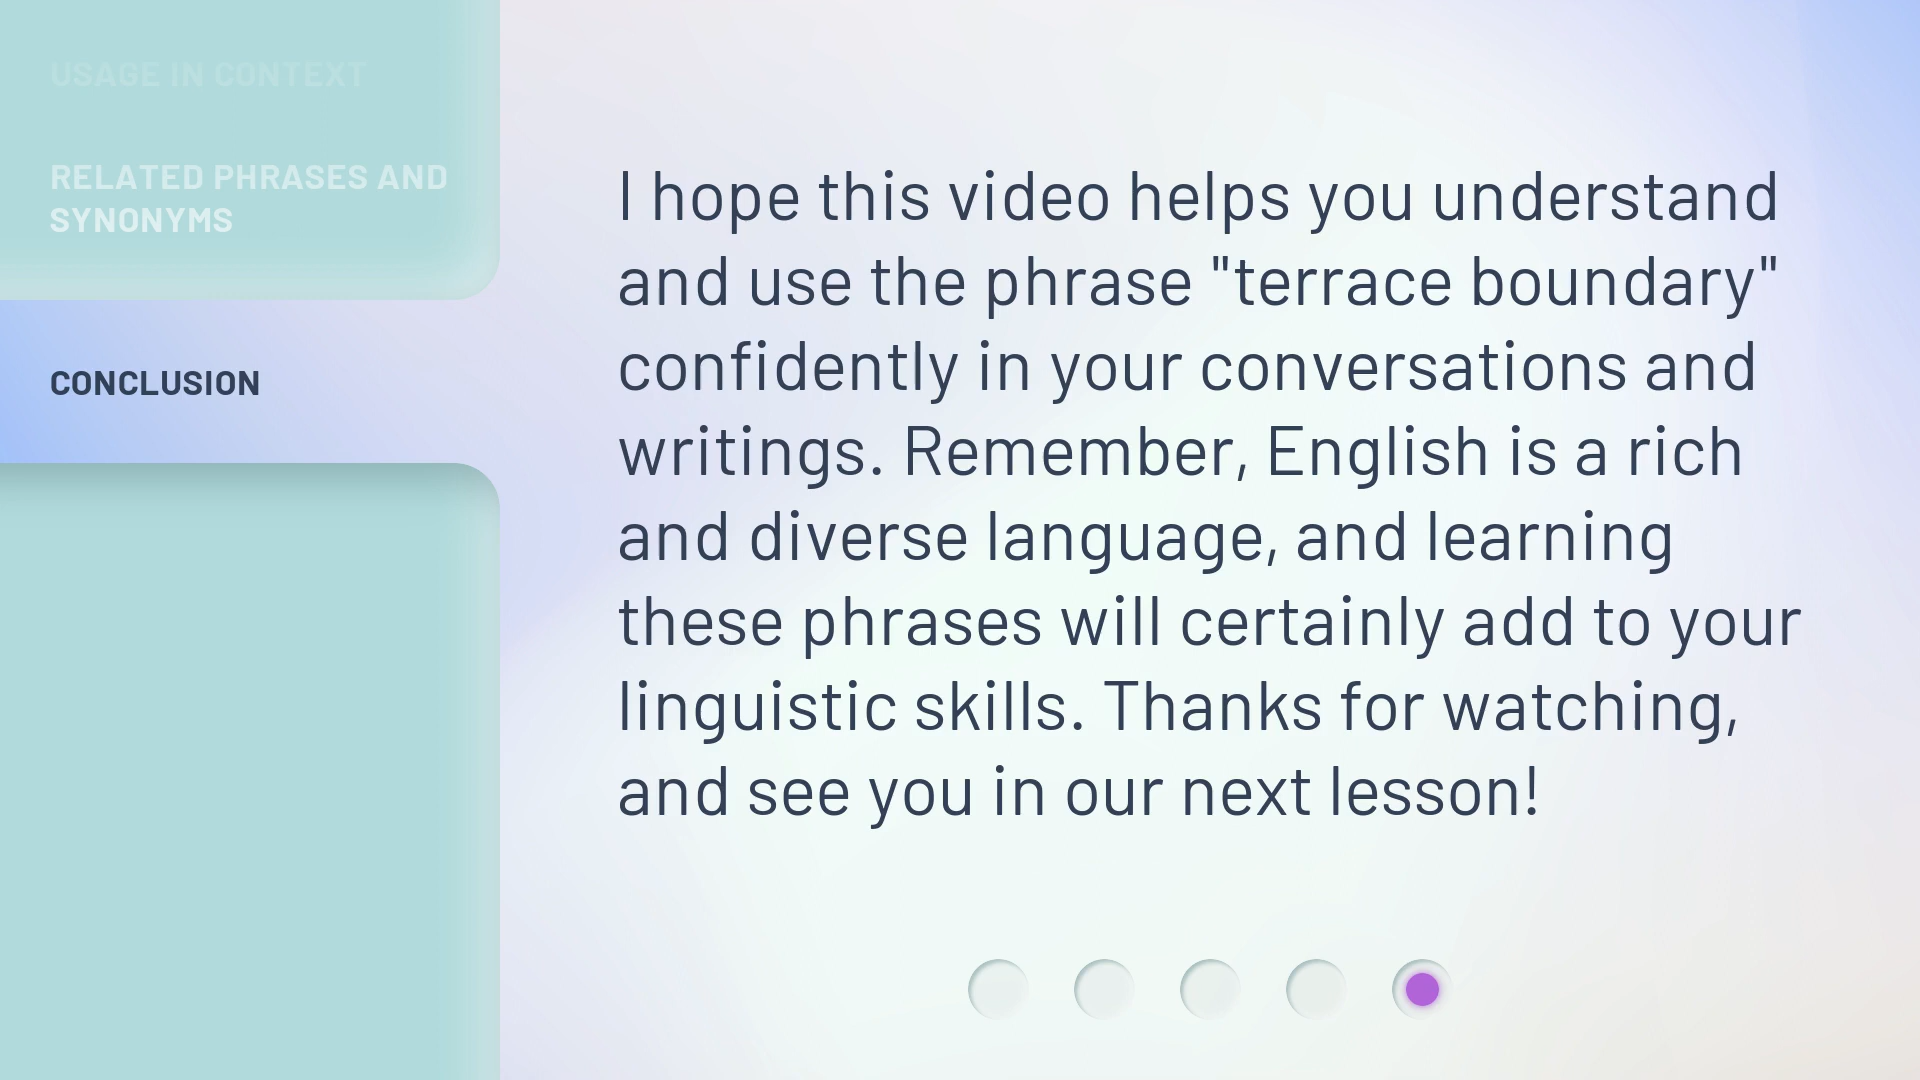 USAGE IN CONTEXT
RELATED PHRASES AND
SYNONYMS
CONCLUSION
I hope this video helps you understand
and use the phrase "terrace boundary"
confidently in your conversations and
writings. Remember, English is a rich
and diverse language, and learning
these phrases will certainly add to your
linguistic skills. Thanks for watching,
and see you in our next lesson!